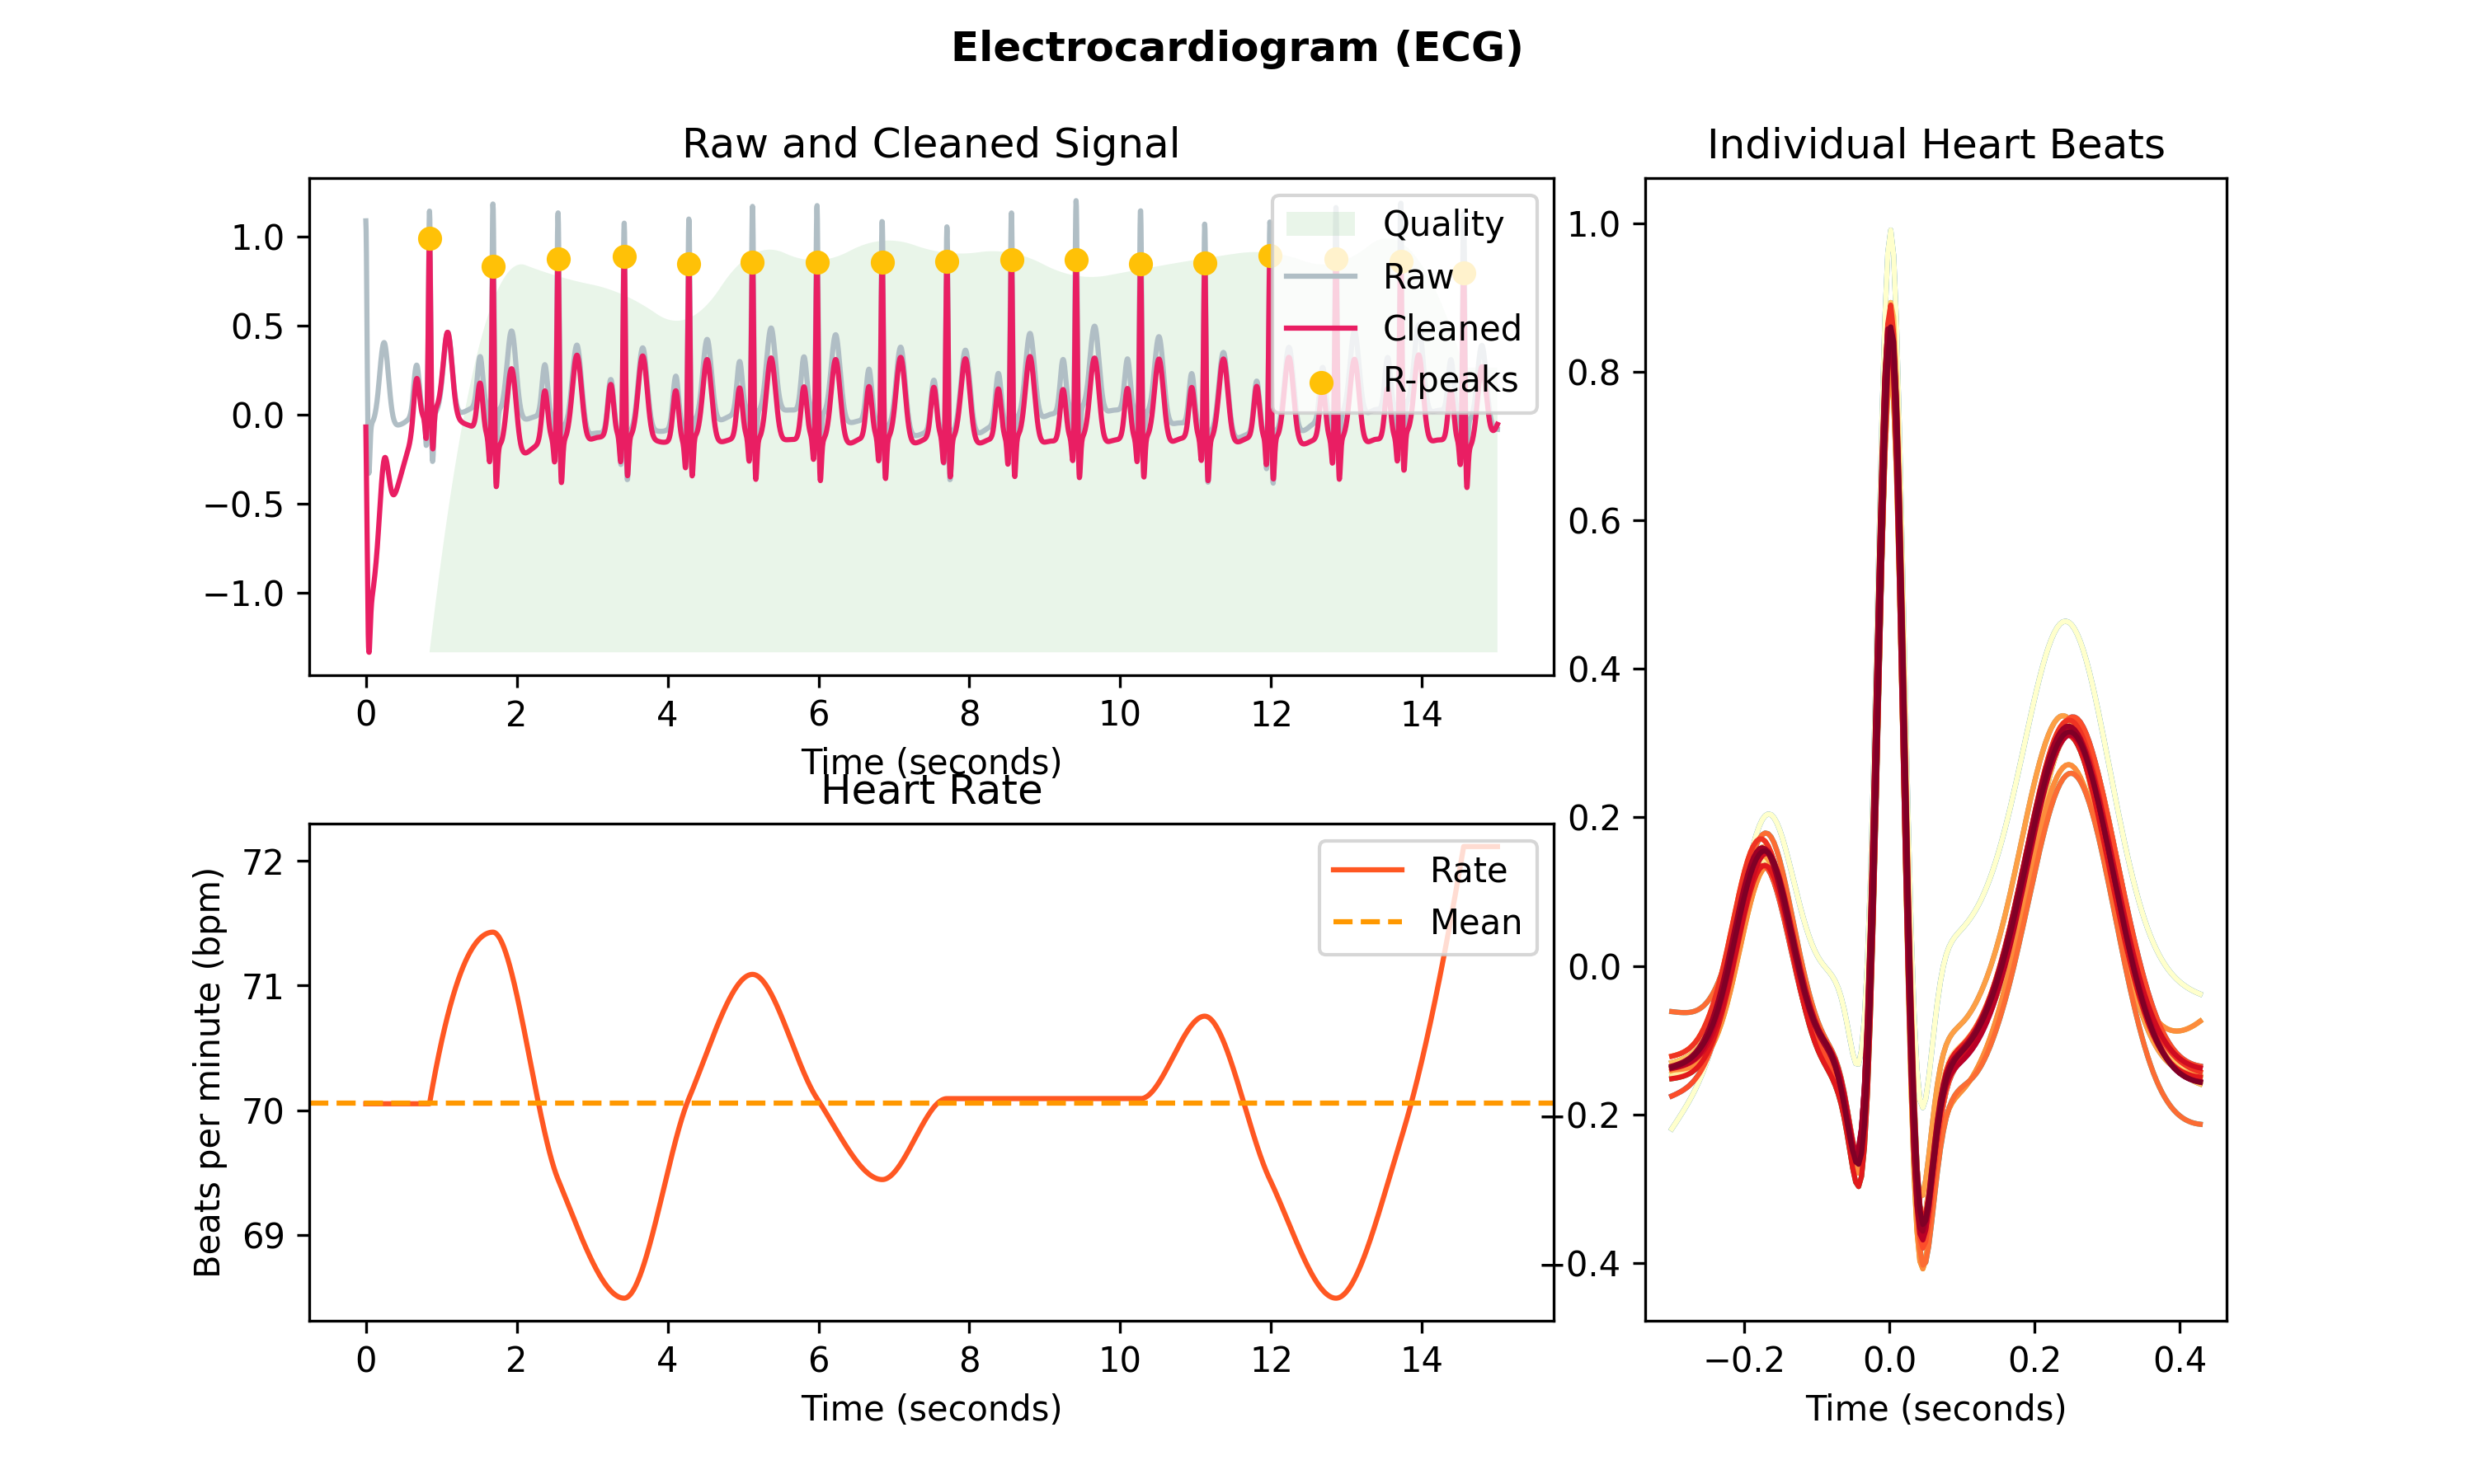 Electrocardiogram (ECG)
Raw and Cleaned Signal
1.0
0.5
0.0
−0.5
−1.0
Quality
Raw
Cleaned
R-peaks
0 2 4 6 8 10 12 14
Time (seconds)
Heart Rate
Beats per minute (bpm)
72
71
70
69
Rate
Mean
0 2 4 6 8 10 12 14
Time (seconds)
Individual Heart Beats
1.0
0.8
0.6
0.4
0.2
0.0
−0.2
−0.4
−0.2 0.0 0.2 0.4
Time (seconds)